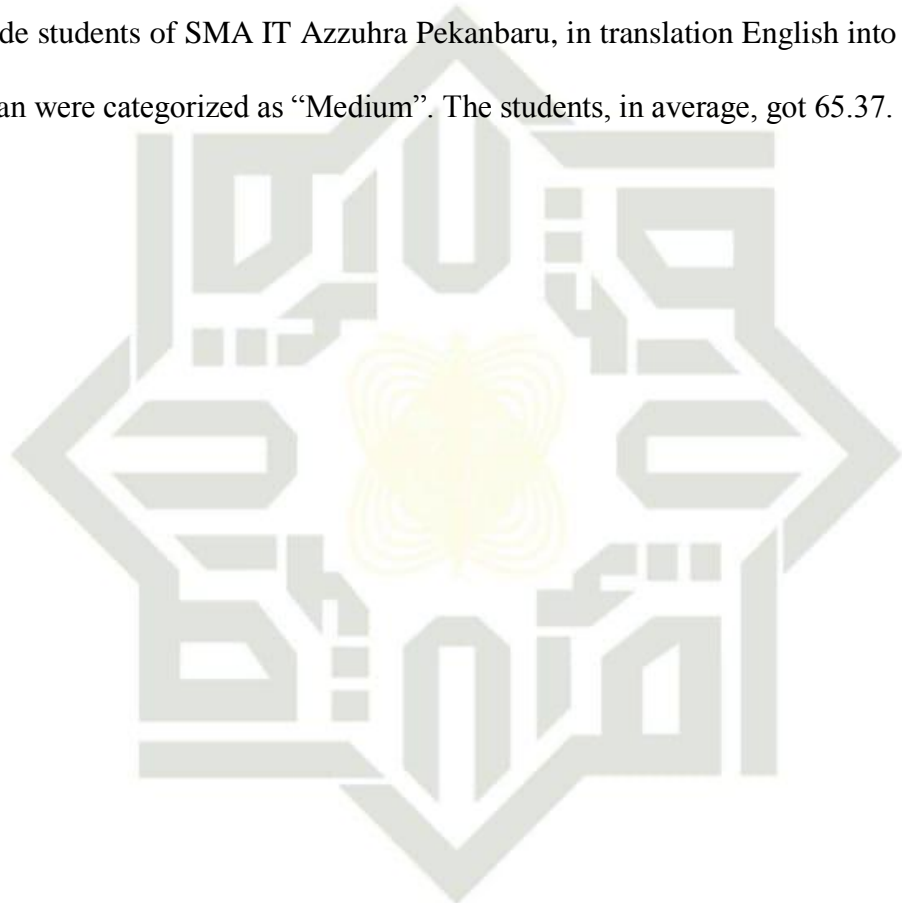 de students of SMA IT Azzuhra Pekanbaru, in translation English into
an were categorized as “Medium”. The students, in average, got 65.37.